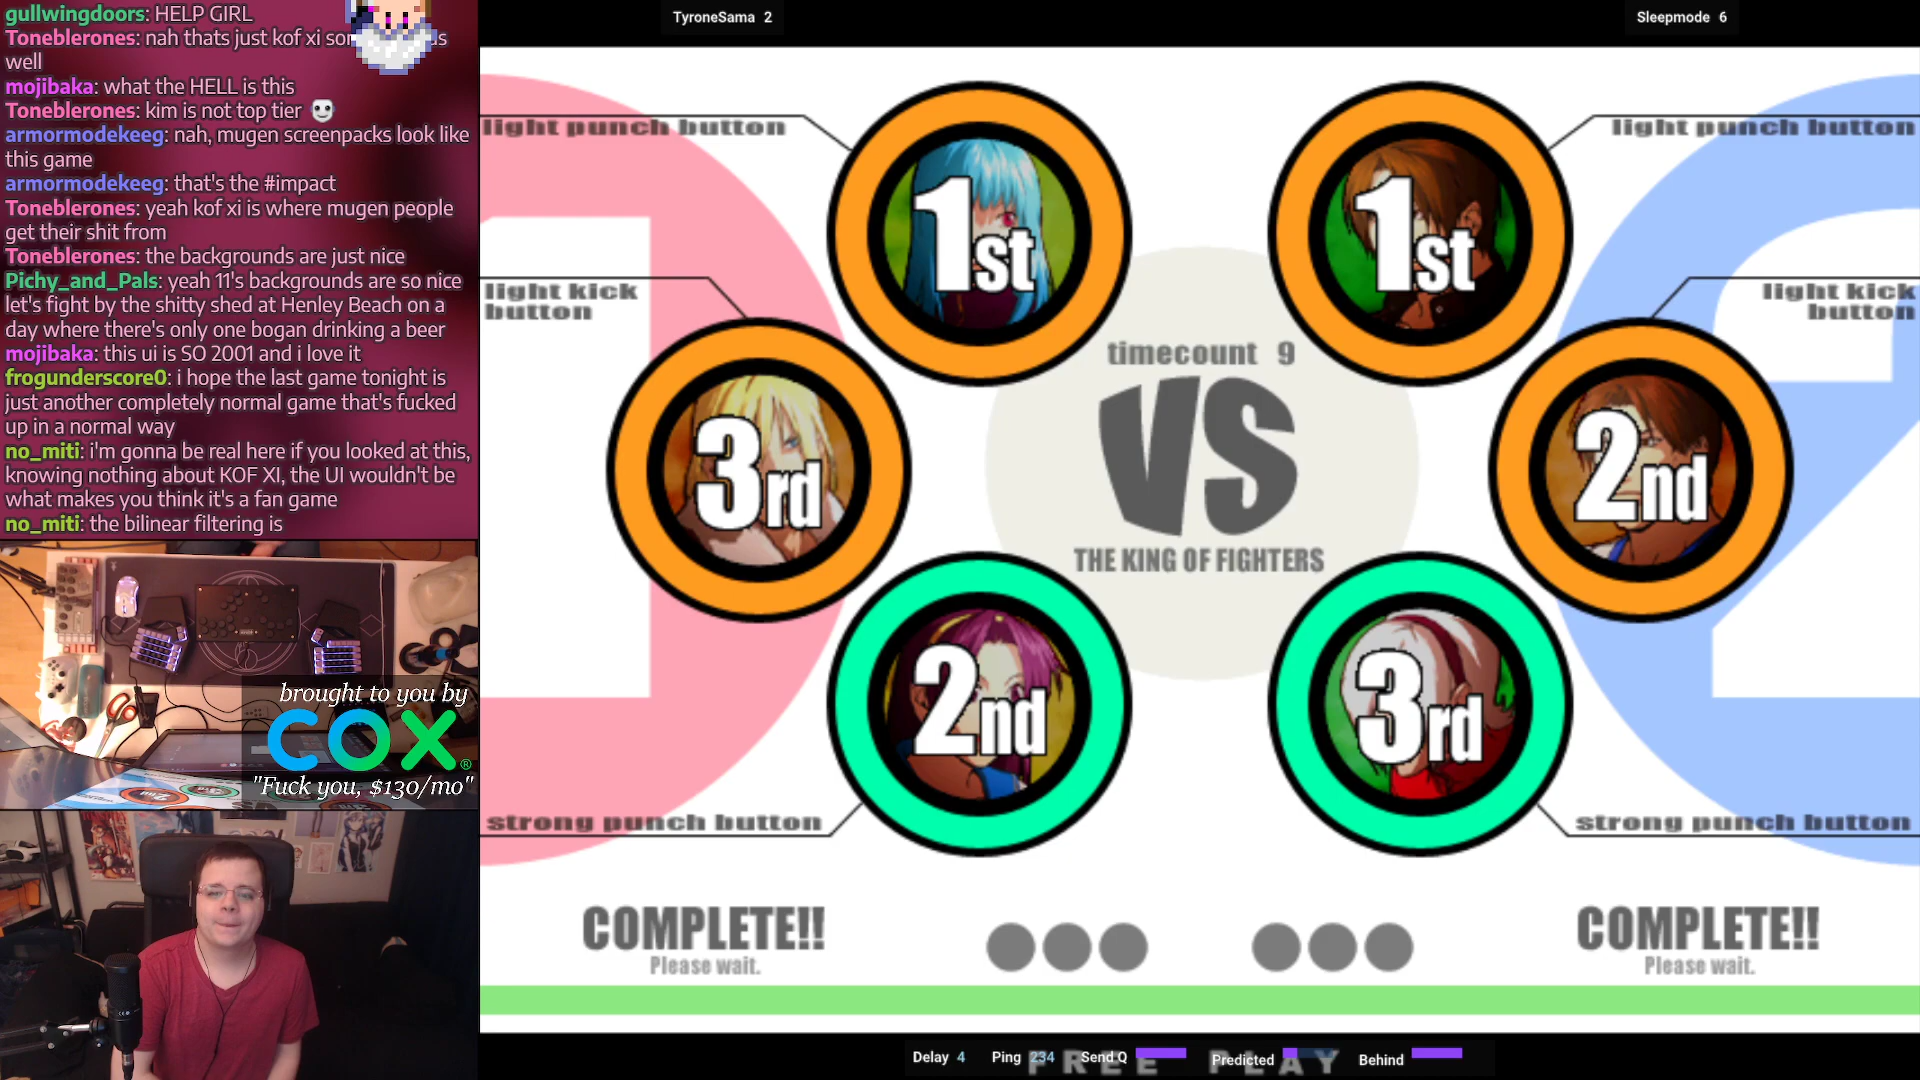 gullwingdoors: HELP GIRL
Toneblerones: nah thats just kof xi
well
mojibaka: what the HELL is this
Toneblerones: kim is not top tier
armormodekeeg: nah, mugen screenpacks look like
this game
armormodekeeg: that's the #impact
Toneblerones: yeah kof xi is where mugen people
get their shit from
Toneblerones: the backgrounds are just nice
Pichy_and_Pals: yeah 11's backgrounds are so nice
let's fight by the shitty shed at Henley Beach on a
day where there's only one bogan drinking a beer
mojibaka: this ui is SO 2001 and i love it
frogunderscore0: i hope the last game tonight is
just another completely normal game that's fucked
up in a normal way
no_miti: i'm gonna be real here if you looked at this,
knowing nothing about KOF XI, the UI wouldn't be
what makes you think it's a fan game
no_miti: the bilinear filtering is
brought to you by
COX
"Fuck you, $130/mo"
TyroneSama 2
Sleepmode 6
light punch button
light punch button
1st
1st
light kick
button
light kick
button
timecount 9
VS
THE KING OF FIGHTERS
3rd
2nd
2nd
3rd
strong punch button
strong punch button
COMPLETE!!
Please wait.
COMPLETE!!
Please wait.
Delay 4 Ping 234 Send Q Predicted Behind
FREE PLAY